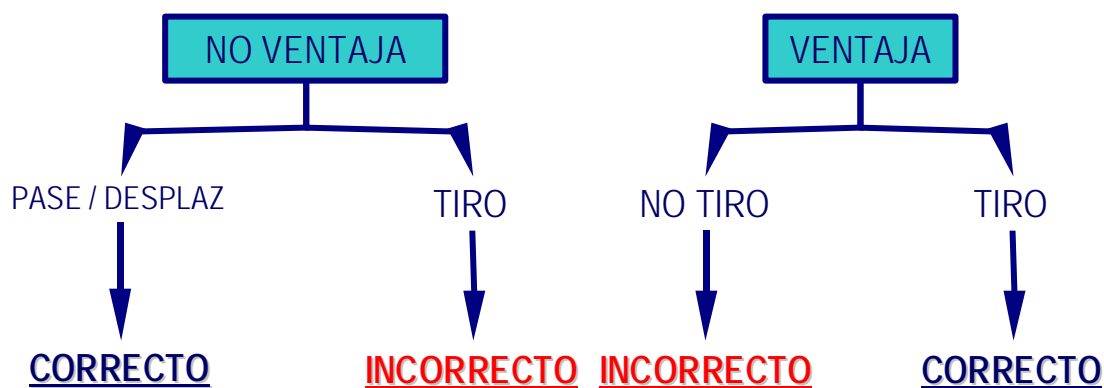 NO VENTAJA
VENTAJA
PASE / DESPLAZ
TIRO
NO TIRO
TIRO
CORRECTO
INCORRECTO
INCORRECTO
CORRECTO